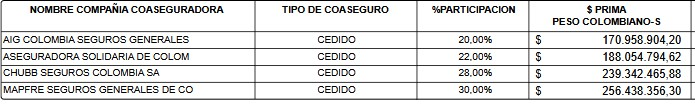 NOMBRE COMPAÑIA COASEGURADORA TIPO DE COASEGURO %PARTICIPACION $ PRIMA
PESO COLOMBIANO-S
AIG COLOMBIA SEGUROS GENERALES CEDIDO 20,00% $ 170.958.904,20
ASEGURADORA SOLIDARIA DE COLOM CEDIDO 22,00% $ 188.054.794,62
CHUBB SEGUROS COLOMBIA SA CEDIDO 28,00% $ 239.342.465,88
MAPFRE SEGUROS GENERALES DE CO CEDIDO 30,00% $ 256.438.356,30